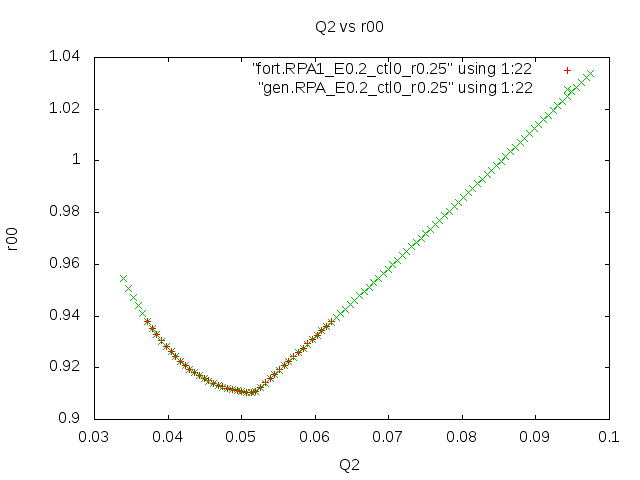 Q2 vs r00
1.04
"fort.RPA1_E0.2_ctl0_r0.25" using 1:22
"gen.RPA_E0.2_ctl0_r0.25" using 1:22
1.02
1
0.98
r00
0.96
0.94
0.92
0.9
0.03 0.04 0.05 0.06 0.07 0.08 0.09 0.1
Q2